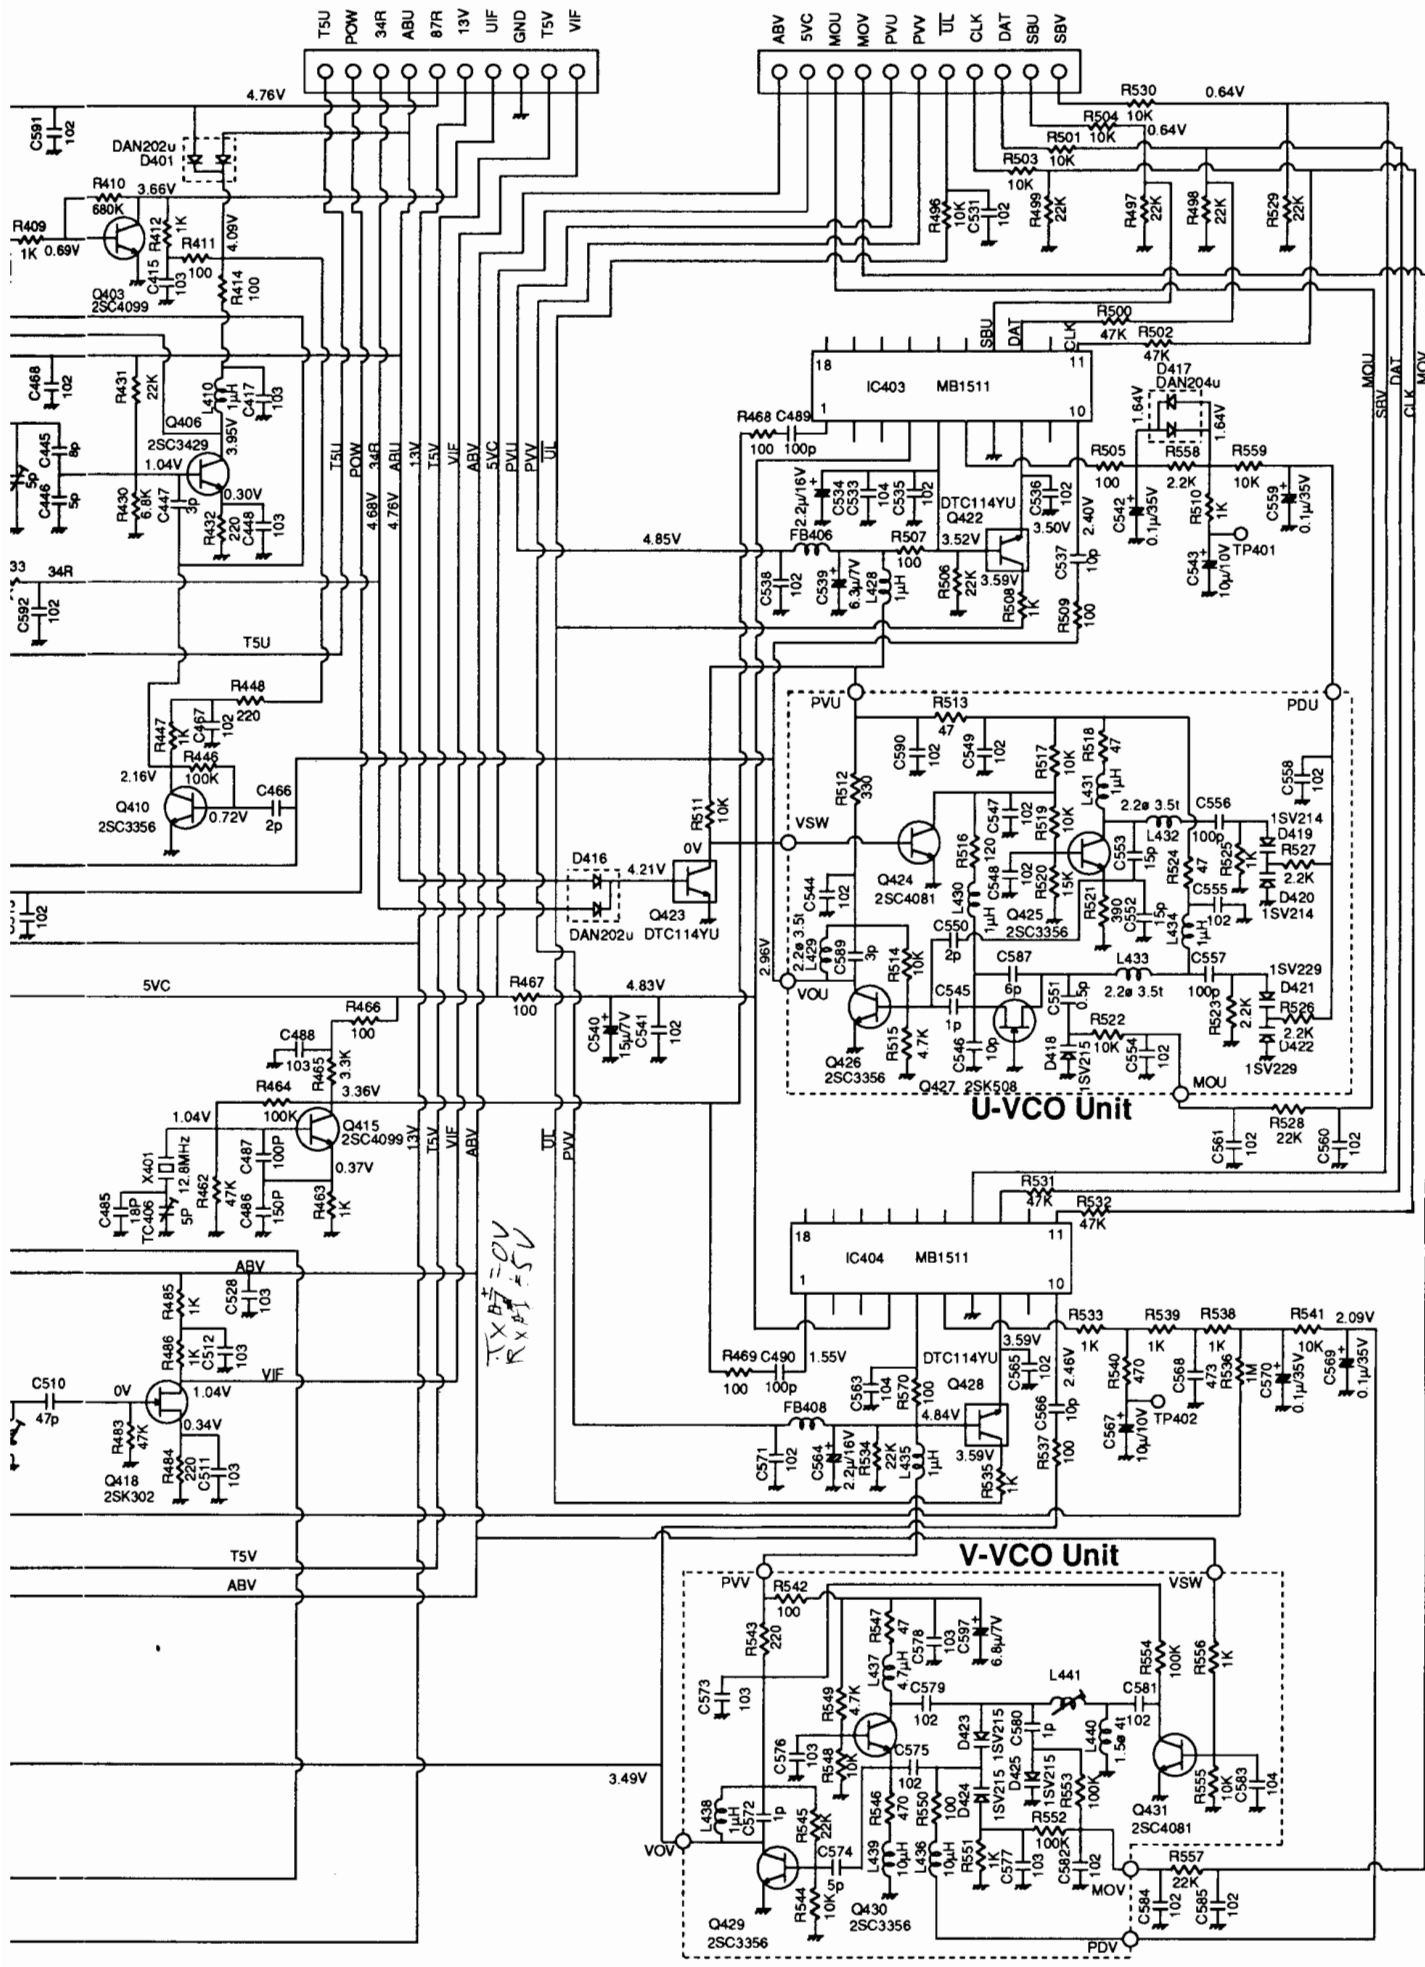 T5U POW 34R ABU 87R 13V UIF GND T5V VIF
ABV 5VC MOU MOV PVU PVV UL CLK DAT SBU SBV
4.76V
C591 102
DAN202u
D401
R410
680K
3.66V
R409
1K 0.69V
R412 1K
R411
100
4.09V
C415 103
R414 100
Q403
2SC4099
R530
10K
0.64V
R504
10K
0.64V
R501
10K
R503
10K
R496 10K
C531 102
R499 22K
R497 22K
R498 22K
R529 22K
C468 102
R431 22K
L410 1µH
C417 103
Q406
2SC3429
3.95V
C445 8p
5p
C446 5p
1.04V
R430 6.8K
C447 3p
0.30V
R432 220
C448 103
T5U POW 34R ABU 13V T5V VIF ABV 5VC PVU PVV UL
4.68V
4.76V
SBU DAT CLK
R500
47K
R502
47K
18 11
IC403 MB1511
1 10
D417
DAN204u
1.64V
1.64V
MOU SBV DAT CLK MOV
R468
100
C489
100p
2.2µ/16V
C534
C533 104
C535 102
DTC114YU
Q422
C536 102
3.50V
2.40V
R505
100
R558
2.2K
R559
10K
C542 0.1µ/35V
R510 1K
C559 0.1µ/35V
TP401
C543 10µ/10V
4.85V
FB406
R507
100
3.52V
C538 102
C539 6.3µ/7V
L428 1µH
R506 22K
3.59V
R508 1K
C537 10p
R509 100
33
34R
C592 102
T5U
R448
220
R447 1K
C467 102
R446
100K
2.16V
Q410
2SC3356
0.72V
C466
2p
PVU
PDU
R513
47
C590 102
C549 102
R517 10K
R518 47
L431 1µH
C558 102
R512 330
R511 10K
VSW
0V
Q424
2SC4081
R516 120
C547 102
R519 10K
2.2ø 3.5t
L432
C556
100p
1SV214
D419
C553 15p
R524 47
R525 1K
R527
2.2K
D420
1SV214
D416
4.21V
DAN202u
Q423
DTC114YU
C544 102
L430 1µH
C548 102
R520 15K
Q425
2SC3356
R521 390
C552 15p
C555
102
L434 1µH
102
2.96V
2.2ø 3.5t
L429
C589 3p
R514 10K
C550
2p
C587
6p
L433
2.2ø 3.5t
C557
100p
1SV229
D421
VOU
C545
1p
C551 0.5p
R523 2.2K
R526
2.2K
D422
1SV229
R515 4.7K
C546 10p
D418 1SV215
R522
10K
C554 102
Q426
2SC3356
Q427 2SK508
MOU
U-VCO Unit
5VC
R467
100
4.83V
C540 15µ/7V
C541 102
R466
100
C488
103
R465 3.3K
3.36V
R464
100K
1.04V
Q415
2SC4099
X401 12.8MHz
C487 100P
0.37V
C485 18P
TC406 5P
R462 47K
C486 150P
R463 1K
13V T5V VIF ABV UL PVV
R528
22K
C561 102
C560 102
R531
47K
R532
47K
18 11
IC404 MB1511
1 10
ABV
R485 1K
C528 103
R486 1K
C512 103
VIF
C510
47p
0V
1.04V
R483 47K
0.34V
R484 220
C511 103
Q418
2SK302
R469
100
C490
100p
1.55V
C563 104
R570 100
DTC114YU
Q428
3.59V
C565 102
2.46V
R533
1K
R539
1K
R538
1K
R541
10K
2.09V
R540 470
C568 473
R536 1M
C570 0.1µ/35V
C569 0.1µ/35V
TP402
C567 10µ/10V
FB408
4.84V
C566 10p
C571 102
C564 2.2µ/16V
R534 22K
L435 1µH
3.59V
R535 1K
R537 100
T5V
ABV
V-VCO Unit
PVV
VSW
R542
100
R543 220
R547 47
C578 103
C597 6.8µ/7V
R554 100K
R556 1K
L437 4.7µH
C573 103
R549 4.7K
C579
102
L441
C581
102
D423 1SV215
C580 1p
L440 1.5ø 4t
C576 103
R548 10K
C575
102
D424 1SV215
D425 1SV215
R553 100K
R555 10K
C583 104
3.49V
L438 1µH
C572 1p
R545 22K
R546 470
R550 100
R552
100K
Q431
2SC4081
VOV
C574
5p
L439 10µH
L436 10µH
R551 1K
C577 103
C582 102
MOV
R557
22K
R544 10K
C584 102
C585 102
Q430
2SC3356
Q429
2SC3356
PDV